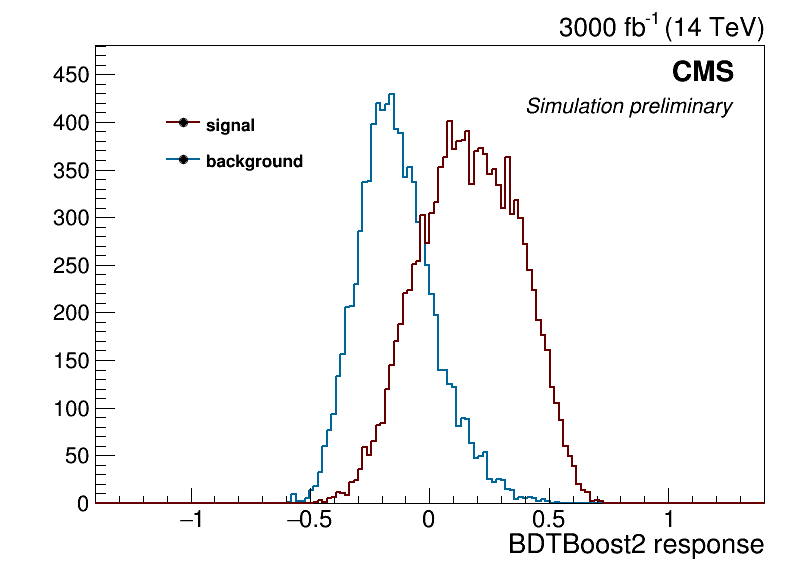 3000 fb⁻¹ (14 TeV)
CMS
Simulation preliminary
signal
background
450
400
350
300
250
200
150
100
50
0
−1
−0.5
0
0.5
1
BDTBoost2 response